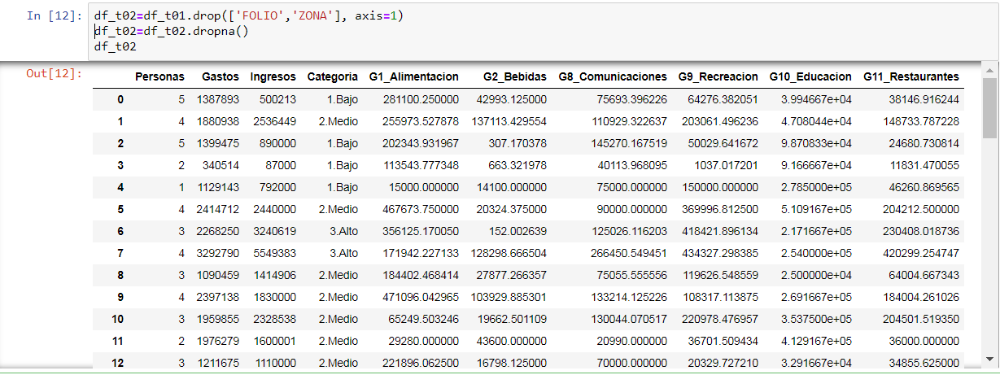 In [12]: df_t02=df_t01.drop(['FOLIO','ZONA'], axis=1)
df_t02=df_t02.dropna()
df_t02
Out[12]:
Personas Gastos Ingresos Categoria G1_Alimentacion G2_Bebidas G8_Comunicaciones G9_Recreacion G10_Educacion G11_Restaurantes
0 5 1387893 500213 1.Bajo 281100.250000 42993.125000 75693.396226 64276.382051 3.994667e+04 38146.916244
1 4 1880938 2536449 2.Medio 255973.527878 137113.429554 110929.322637 203061.496236 4.708044e+04 148733.787228
2 5 1399475 890000 1.Bajo 202343.931967 307.170378 145270.167519 50029.641672 9.870833e+04 24680.730814
3 2 340514 87000 1.Bajo 113543.777348 663.321978 40113.968095 1037.017201 9.166667e+04 11831.470055
4 1 1129143 792000 1.Bajo 15000.000000 14100.000000 75000.000000 150000.000000 2.785000e+05 46260.869565
5 4 2414712 2440000 2.Medio 467673.750000 20324.375000 90000.000000 369996.812500 5.109167e+04 204212.500000
6 3 2268250 3240619 3.Alto 356125.170050 152.002639 125026.116203 418421.896134 2.171667e+05 230408.018736
7 4 3292790 5549383 3.Alto 171942.227133 128298.666504 266450.549451 434327.298385 2.540000e+05 420299.254747
8 3 1090459 1414906 2.Medio 184402.468414 27877.266357 75055.555556 119626.548559 2.500000e+04 64004.667343
9 4 2397138 1830000 2.Medio 471096.042965 103929.885301 133214.125226 108317.113875 2.691667e+05 184004.261026
10 3 1959855 2328538 2.Medio 65249.503246 19662.501109 130044.070517 220978.476957 3.537500e+04 204501.519350
11 2 1976279 1600001 2.Medio 29280.000000 43600.000000 20990.000000 36701.509434 4.129167e+05 36000.000000
12 3 1211675 1110000 2.Medio 221896.062500 16798.125000 70000.000000 20329.727210 3.291667e+04 34855.625000